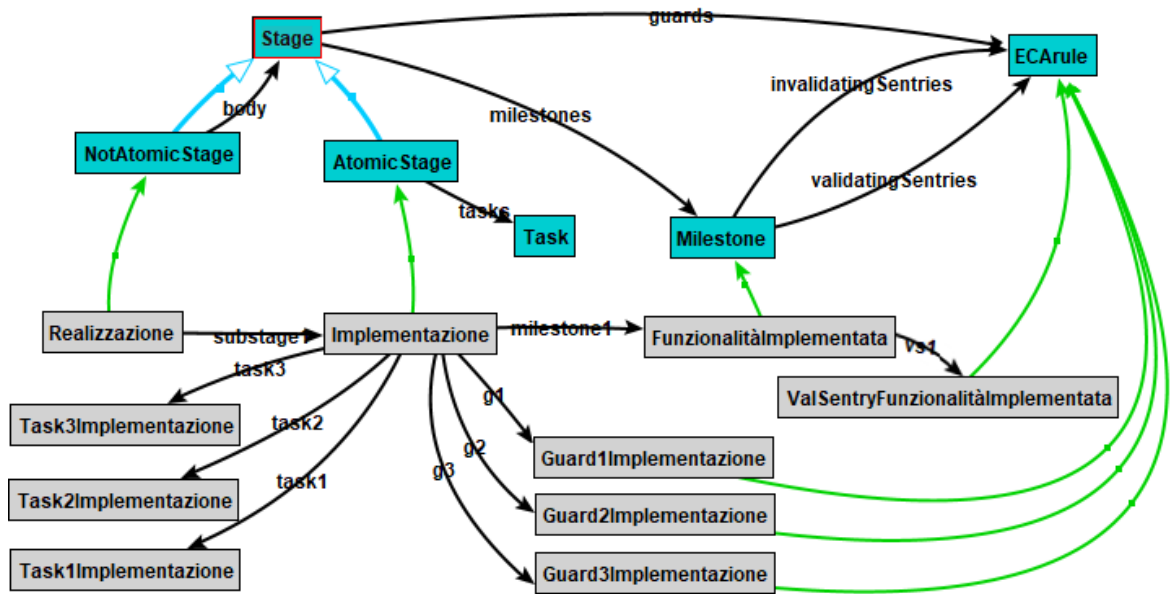 guards
Stage
ECArule
invalidatingSentries
body
milestones
NotAtomicStage
AtomicStage
validatingSentries
tasks
Task
Milestone
Realizzazione
substage1
Implementazione
milestone1
FunzionalitàImplementata
vs1
task3
ValSentryFunzionalitàImplementata
g1
Task3Implementazione
task2
g2
Guard1Implementazione
g3
task1
Task2Implementazione
Guard2Implementazione
Task1Implementazione
Guard3Implementazione